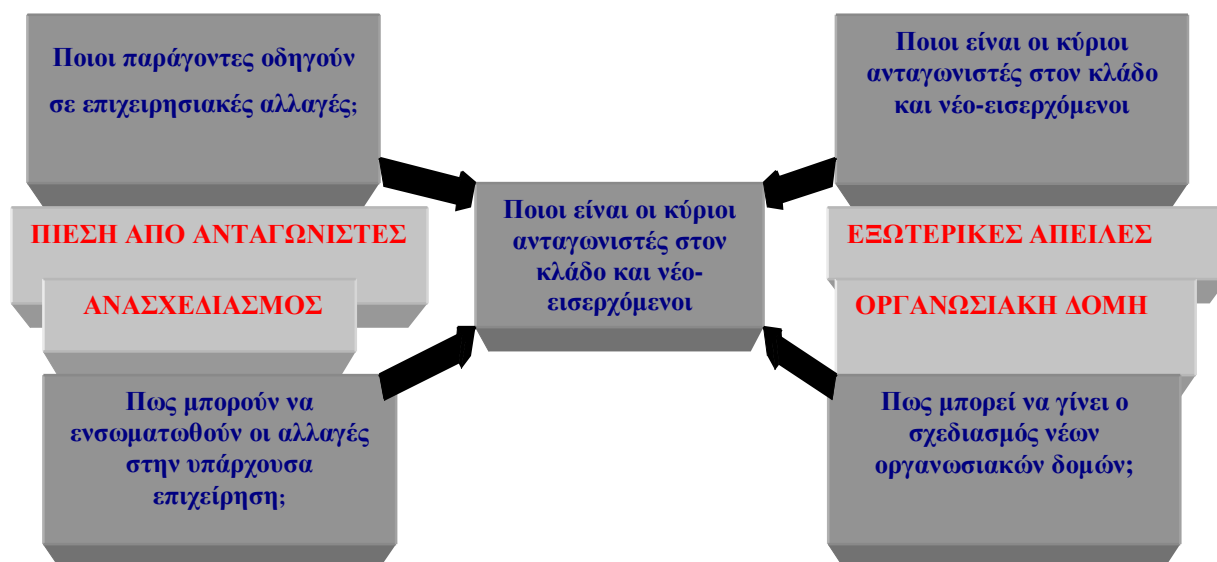 Ποιοι παράγοντες οδηγούν
σε επιχειρησιακές αλλαγές;
ΠΙΕΣΗ ΑΠΟ ΑΝΤΑΓΩΝΙΣΤΕΣ
ΑΝΑΣΧΕΔΙΑΣΜΟΣ
Πως μπορούν να
ενσωματωθούν οι αλλαγές
στην υπάρχουσα
επιχείρηση;
Ποιοι είναι οι κύριοι
ανταγωνιστές στον
κλάδο και νέο-
εισερχόμενοι
Ποιοι είναι οι κύριοι
ανταγωνιστές στον κλάδο
και νέο-εισερχόμενοι
ΕΞΩΤΕΡΙΚΕΣ ΑΠΕΙΛΕΣ
ΟΡΓΑΝΩΣΙΑΚΗ ΔΟΜΗ
Πως μπορεί να γίνει ο
σχεδιασμός νέων
οργανωσιακών δομών;